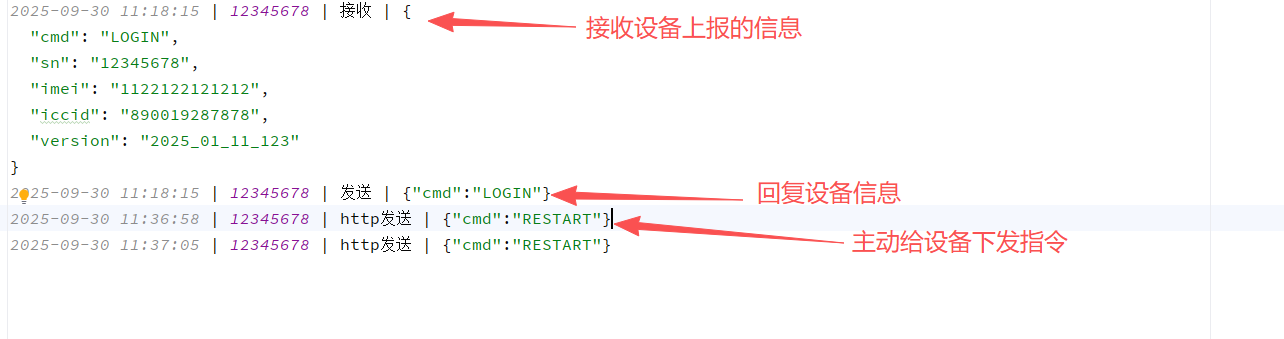 2025-09-30 11:18:15 | 12345678 | 接收 | {
接收设备上报的信息
"cmd": "LOGIN",
"sn": "12345678",
"imei": "1122122121212",
"iccid": "890019287878",
"version": "2025_01_11_123"
}
2025-09-30 11:18:15 | 12345678 | 发送 | {"cmd":"LOGIN"}
回复设备信息
2025-09-30 11:36:58 | 12345678 | http发送 | {"cmd":"RESTART"}
主动给设备下发指令
2025-09-30 11:37:05 | 12345678 | http发送 | {"cmd":"RESTART"}